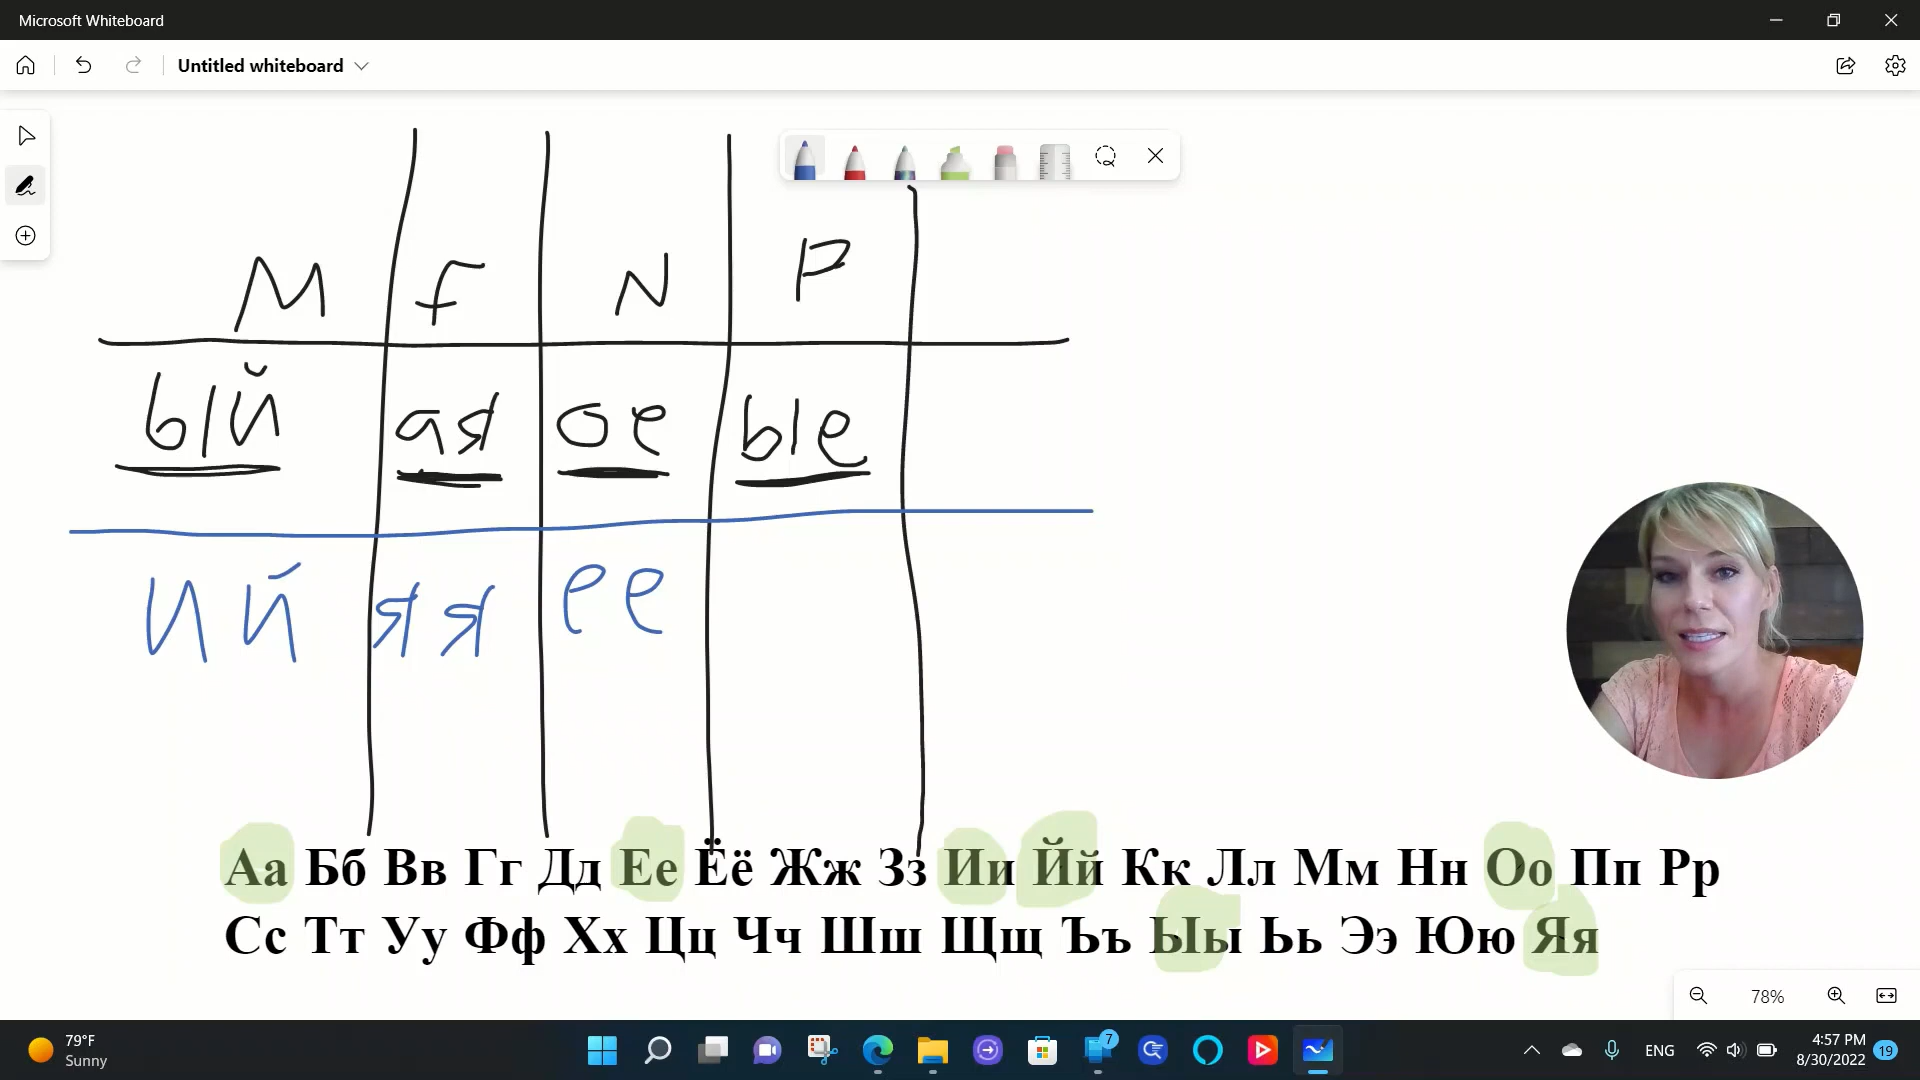 Microsoft Whiteboard
Untitled whiteboard
M F N P
ый ая ое ые
ий яя ее
Аа Бб Вв Гг Дд Ее Ёё Жж Зз Ии Йй Кк Лл Мм Нн Оо Пп Рр
Сс Тт Уу Фф Хх Цц Чч Шш Щщ Ъъ Ыы Ьь Ээ Юю Яя
78%
79°F
Sunny
7
ENG
4:57 PM
8/30/2022
19